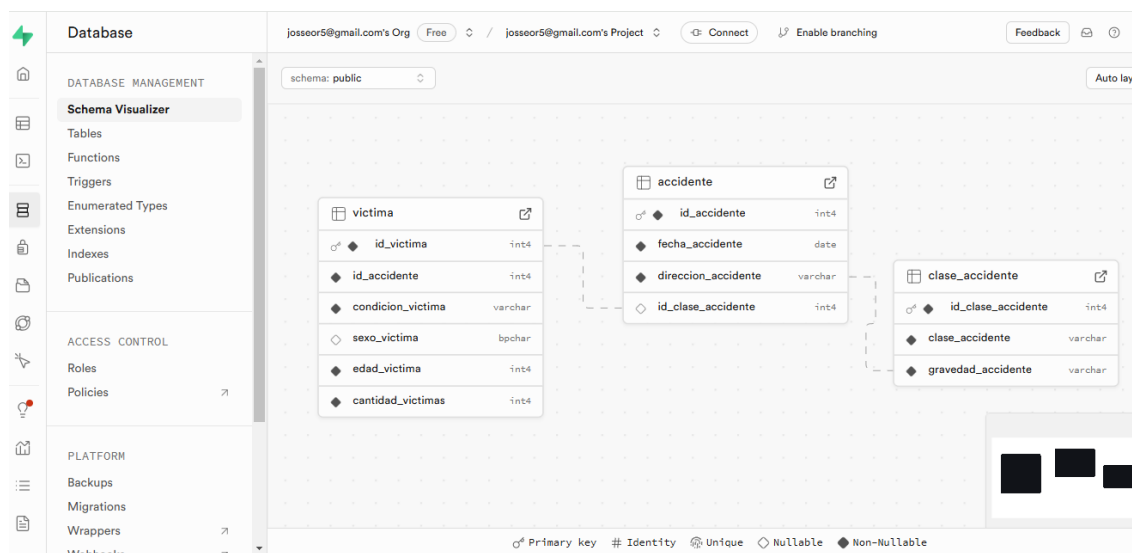 Database
josseor5@gmail.com's Org Free / josseor5@gmail.com's Project Connect Enable branching Feedback
schema: public
Auto lay
DATABASE MANAGEMENT
Schema Visualizer
Tables
Functions
Triggers
Enumerated Types
Extensions
Indexes
Publications
ACCESS CONTROL
Roles
Policies
PLATFORM
Backups
Migrations
Wrappers
Webhooks
victima
id_victima int4
id_accidente int4
condicion_victima varchar
sexo_victima bpchar
edad_victima int4
cantidad_victimas int4
accidente
id_accidente int4
fecha_accidente date
direccion_accidente varchar
id_clase_accidente int4
clase_accidente
id_clase_accidente int4
clase_accidente varchar
gravedad_accidente varchar
Primary key # Identity Unique Nullable Non-Nullable